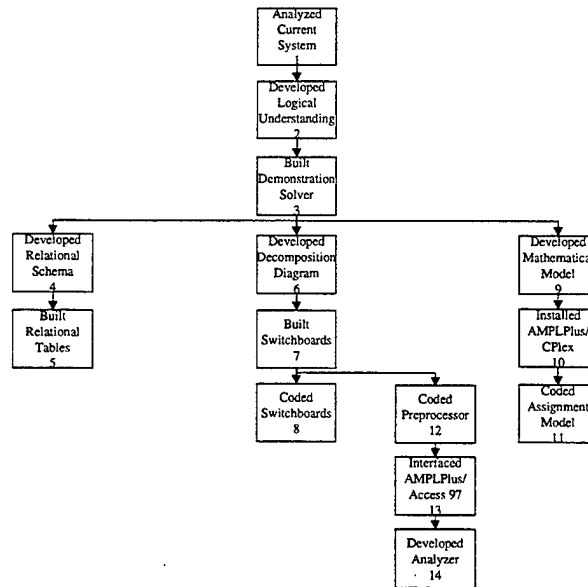 Analyzed
Current
System
1
Developed
Logical
Understanding
2
Built
Demonstration
Solver
3
Developed
Relational
Schema
4
Built
Relational
Tables
5
Developed
Decomposition
Diagram
6
Built
Switchboards
7
Coded
Switchboards
8
Developed
Mathematical
Model
9
Installed
AMPLPlus/
CPlex
10
Coded
Assignment
Model
11
Coded
Preprocessor
12
Interfaced
AMPLPlus/
Access 97
13
Developed
Analyzer
14